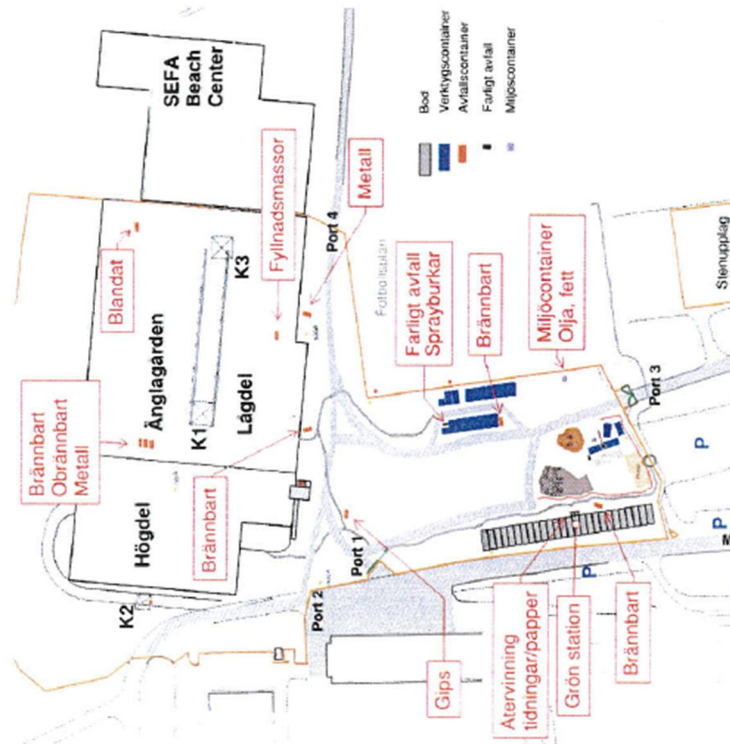 SEFA
Beach
Center
Blandat
Änglagården
K3
Fyllnadsmassor
Metall
Port 4
Brännbart
Obrännbart
Metall
K1
Lågdel
Högdel
Brännbart
K2
Port 2
Port 1
Gips
Fotbollsplan
Farligt avfall
Sprayburkar
Brännbart
Miljöcontainer
Olja, fett
Port 3
Stenupplag
Återvinning
tidningar/papper
Grön station
Brännbart
P
P
P
Bod
Verktygscontainer
Avfallscontainer
Farligt avfall
Miljöcontainer